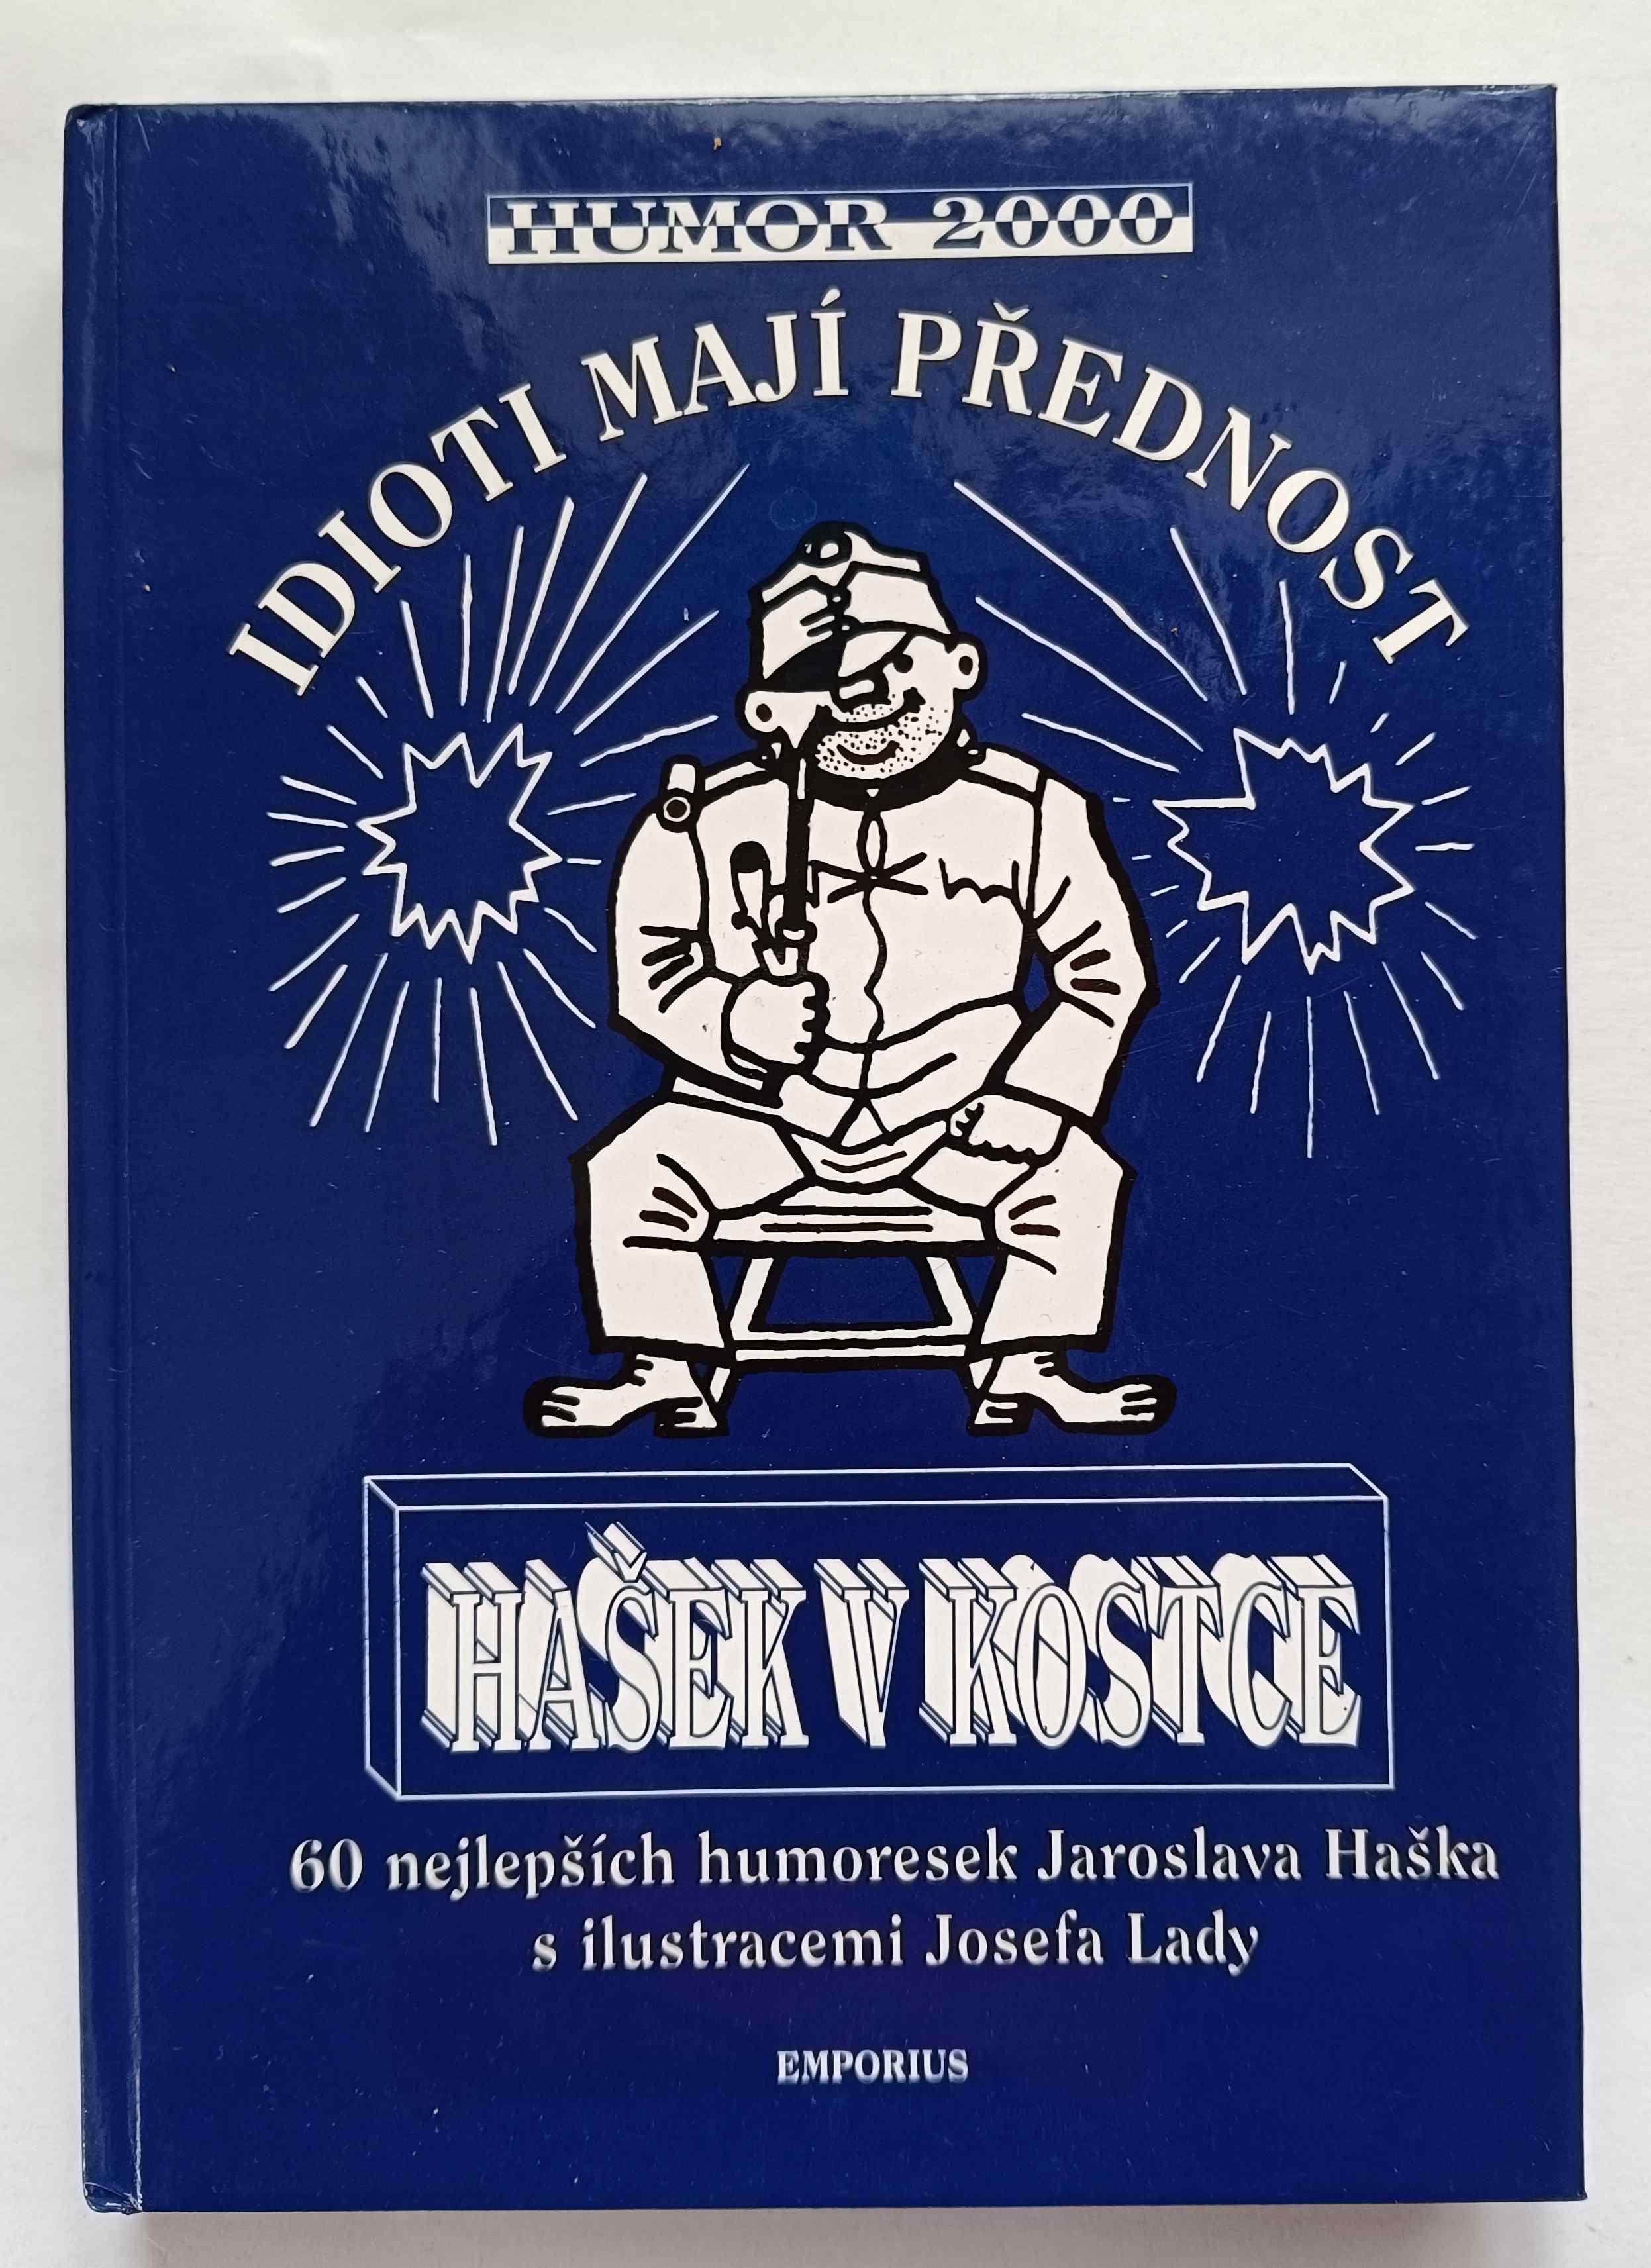 HUMOR 2000
IDIOTI MAJÍ PŘEDNOST
HAŠEK V KOSTCE
60 nejlepších humoresek Jaroslava Haška
s ilustracemi Josefa Lady
EMPORIUS